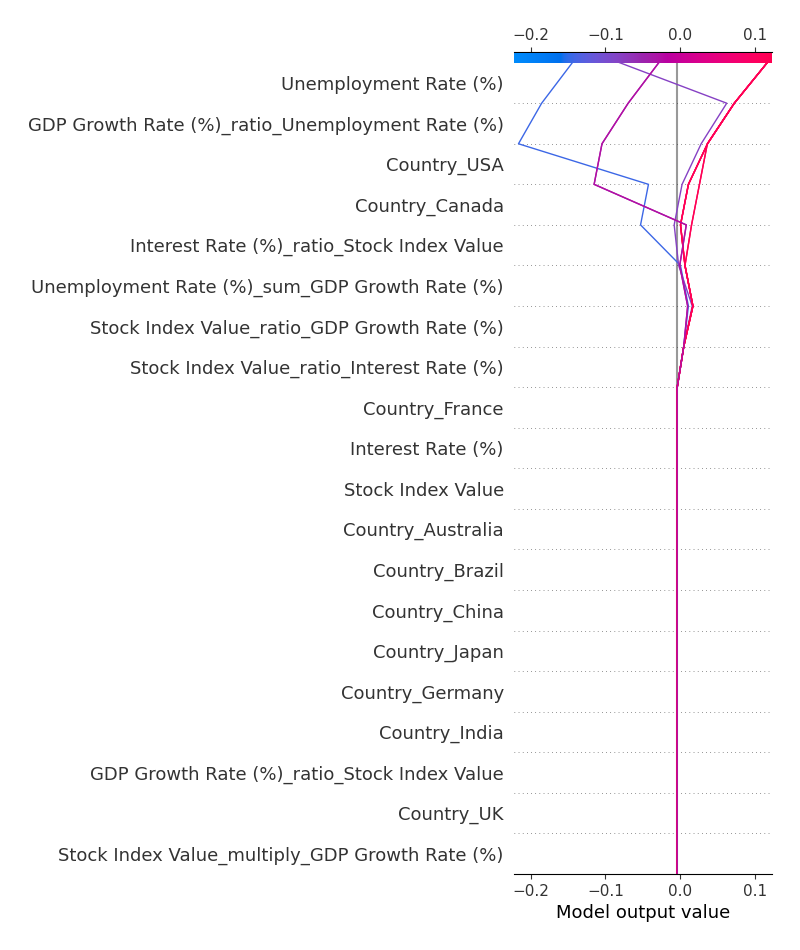 −0.2 −0.1 0.0 0.1
Unemployment Rate (%)
GDP Growth Rate (%)_ratio_Unemployment Rate (%)
Country_USA
Country_Canada
Interest Rate (%)_ratio_Stock Index Value
Unemployment Rate (%)_sum_GDP Growth Rate (%)
Stock Index Value_ratio_GDP Growth Rate (%)
Stock Index Value_ratio_Interest Rate (%)
Country_France
Interest Rate (%)
Stock Index Value
Country_Australia
Country_Brazil
Country_China
Country_Japan
Country_Germany
Country_India
GDP Growth Rate (%)_ratio_Stock Index Value
Country_UK
Stock Index Value_multiply_GDP Growth Rate (%)
−0.2 −0.1 0.0 0.1
Model output value